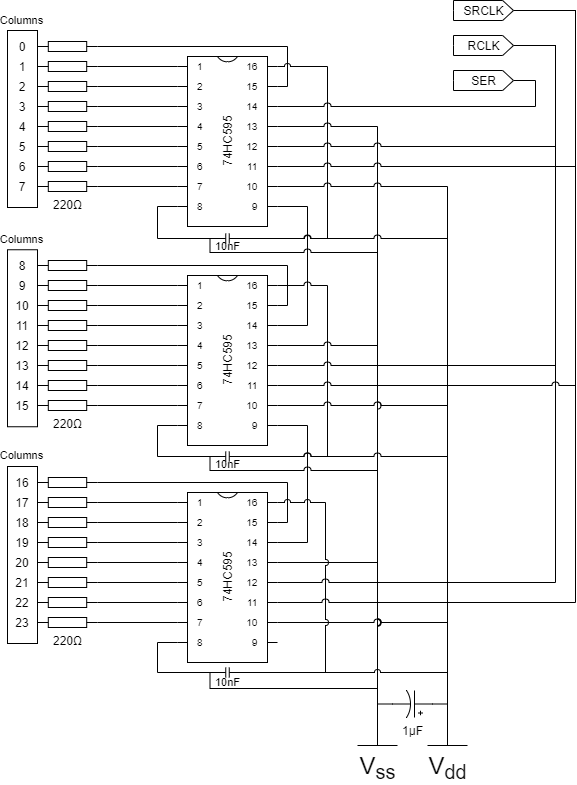 SRCLK
RCLK
SER
Columns
0
1
2
3
4
5
6
7
220Ω
1 16
2 15
3 14
4 13
5 12
6 11
7 10
8 9
74HC595
10nF
Columns
8
9
10
11
12
13
14
15
220Ω
1 16
2 15
3 14
4 13
5 12
6 11
7 10
8 9
74HC595
10nF
Columns
16
17
18
19
20
21
22
23
220Ω
1 16
2 15
3 14
4 13
5 12
6 11
7 10
8 9
74HC595
10nF
+
1µF
Vss Vdd